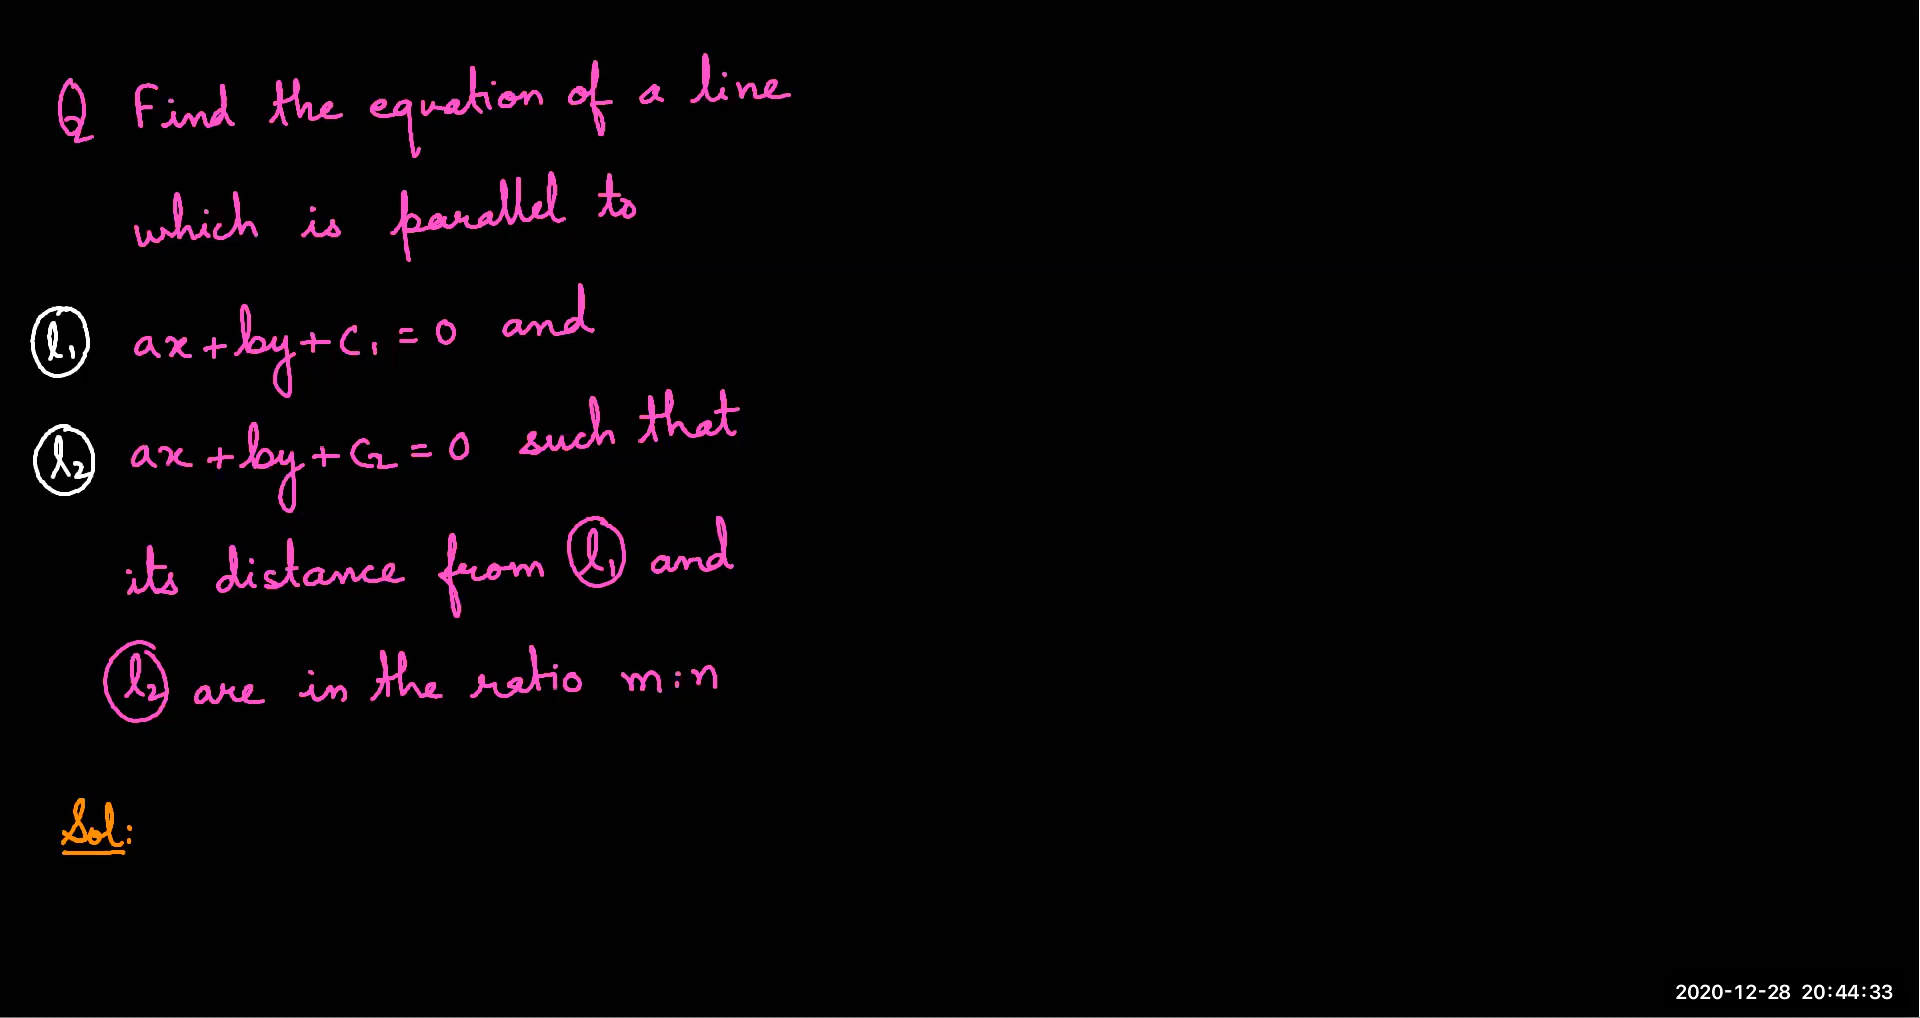 Q Find the equation of a line
which is parallel to
l₁ ax+by+c₁=0 and
l₂ ax+by+c₂=0 such that
its distance from l₁ and
l₂ are in the ratio m:n
Sol:
2020-12-28 20:44:33